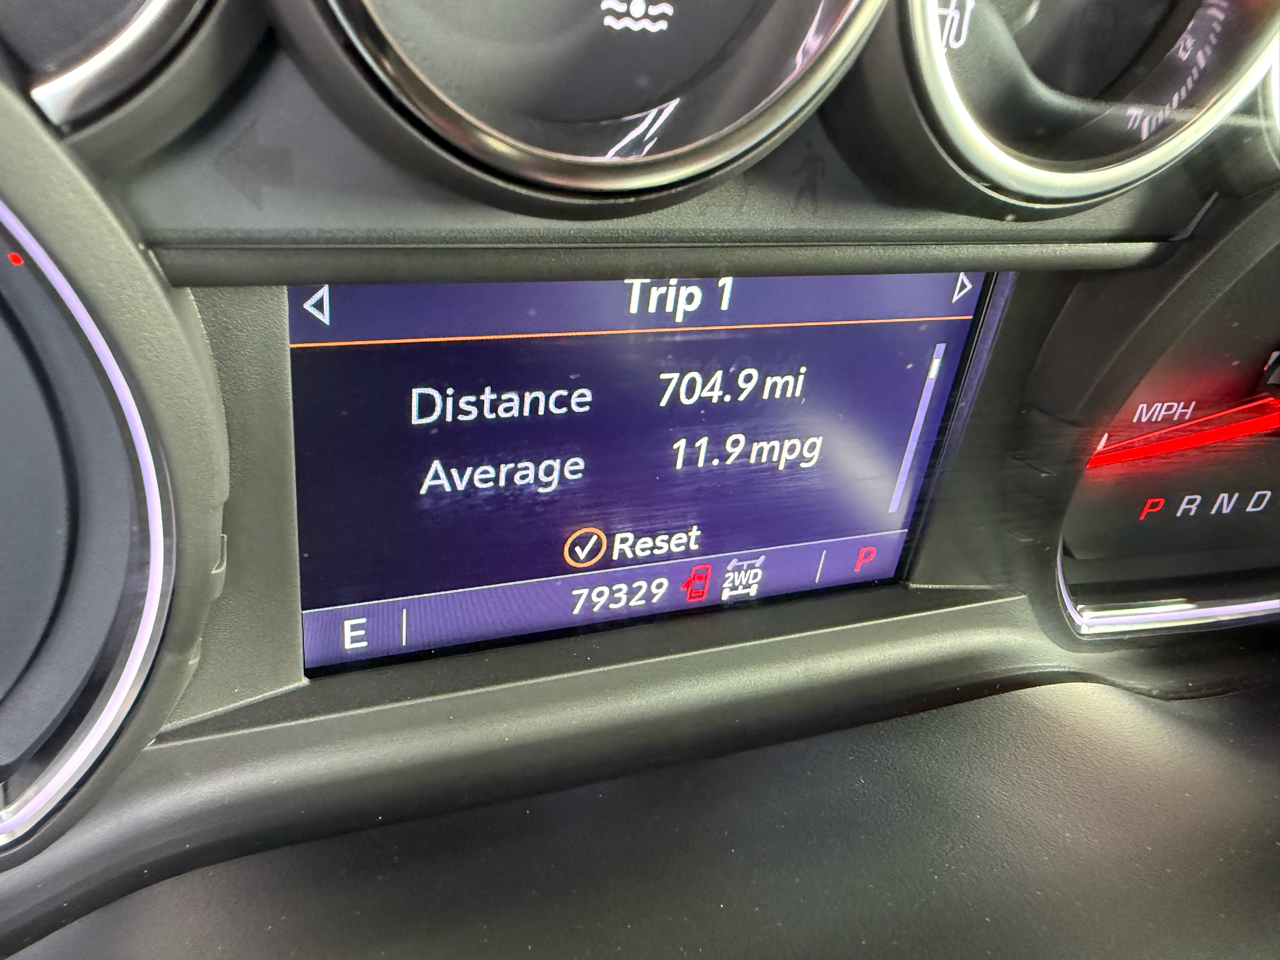 Trip 1
Distance 704.9 mi
Average 11.9 mpg
Reset
79329 2WD P
E
MPH
P R N D